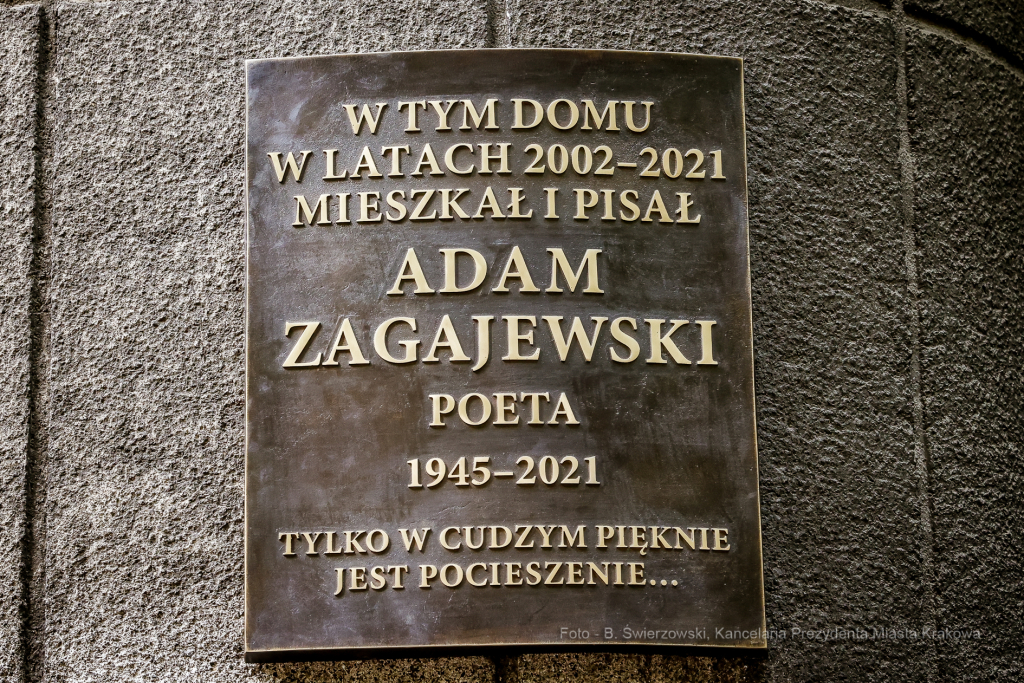 W TYM DOMU
W LATACH 2002–2021
MIESZKAŁ I PISAŁ
ADAM
ZAGAJEWSKI
POETA
1945–2021
TYLKO W CUDZYM PIĘKNIE
JEST POCIESZENIE...
Foto - B. Świerzowski, Kancelaria Prezydenta Miasta Krakowa